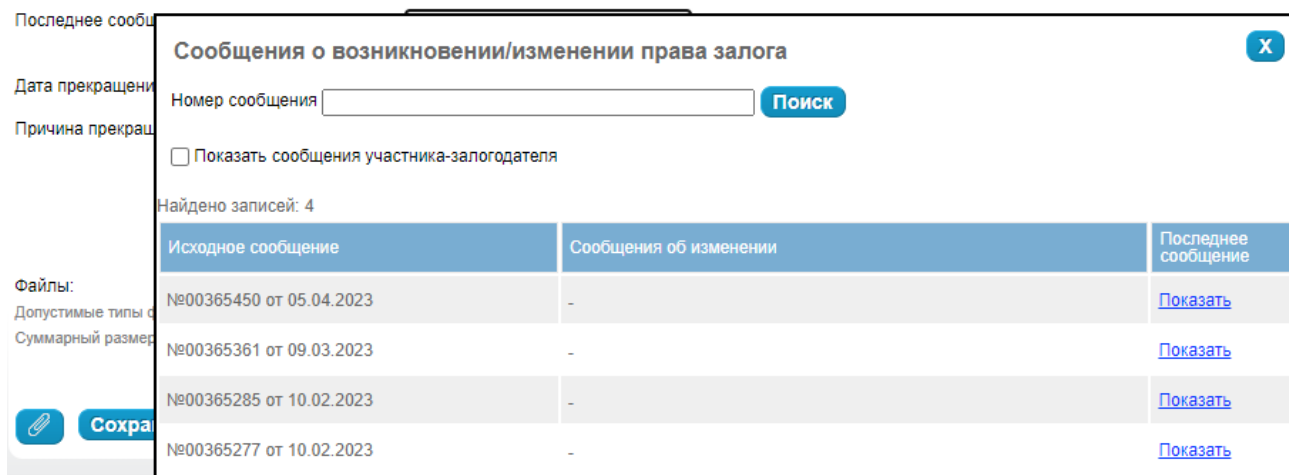 Последнее сообщ
Сообщения о возникновении/изменении права залога
X
Дата прекращени
Номер сообщения
Поиск
Причина прекращ
Показать сообщения участника-залогодателя
Найдено записей: 4
Исходное сообщение
Сообщения об изменении
Последнее
сообщение
Файлы:
Допустимые типы ф
Суммарный размер
№00365450 от 05.04.2023
-
Показать
№00365361 от 09.03.2023
-
Показать
№00365285 от 10.02.2023
-
Показать
Сохра
№00365277 от 10.02.2023
-
Показать